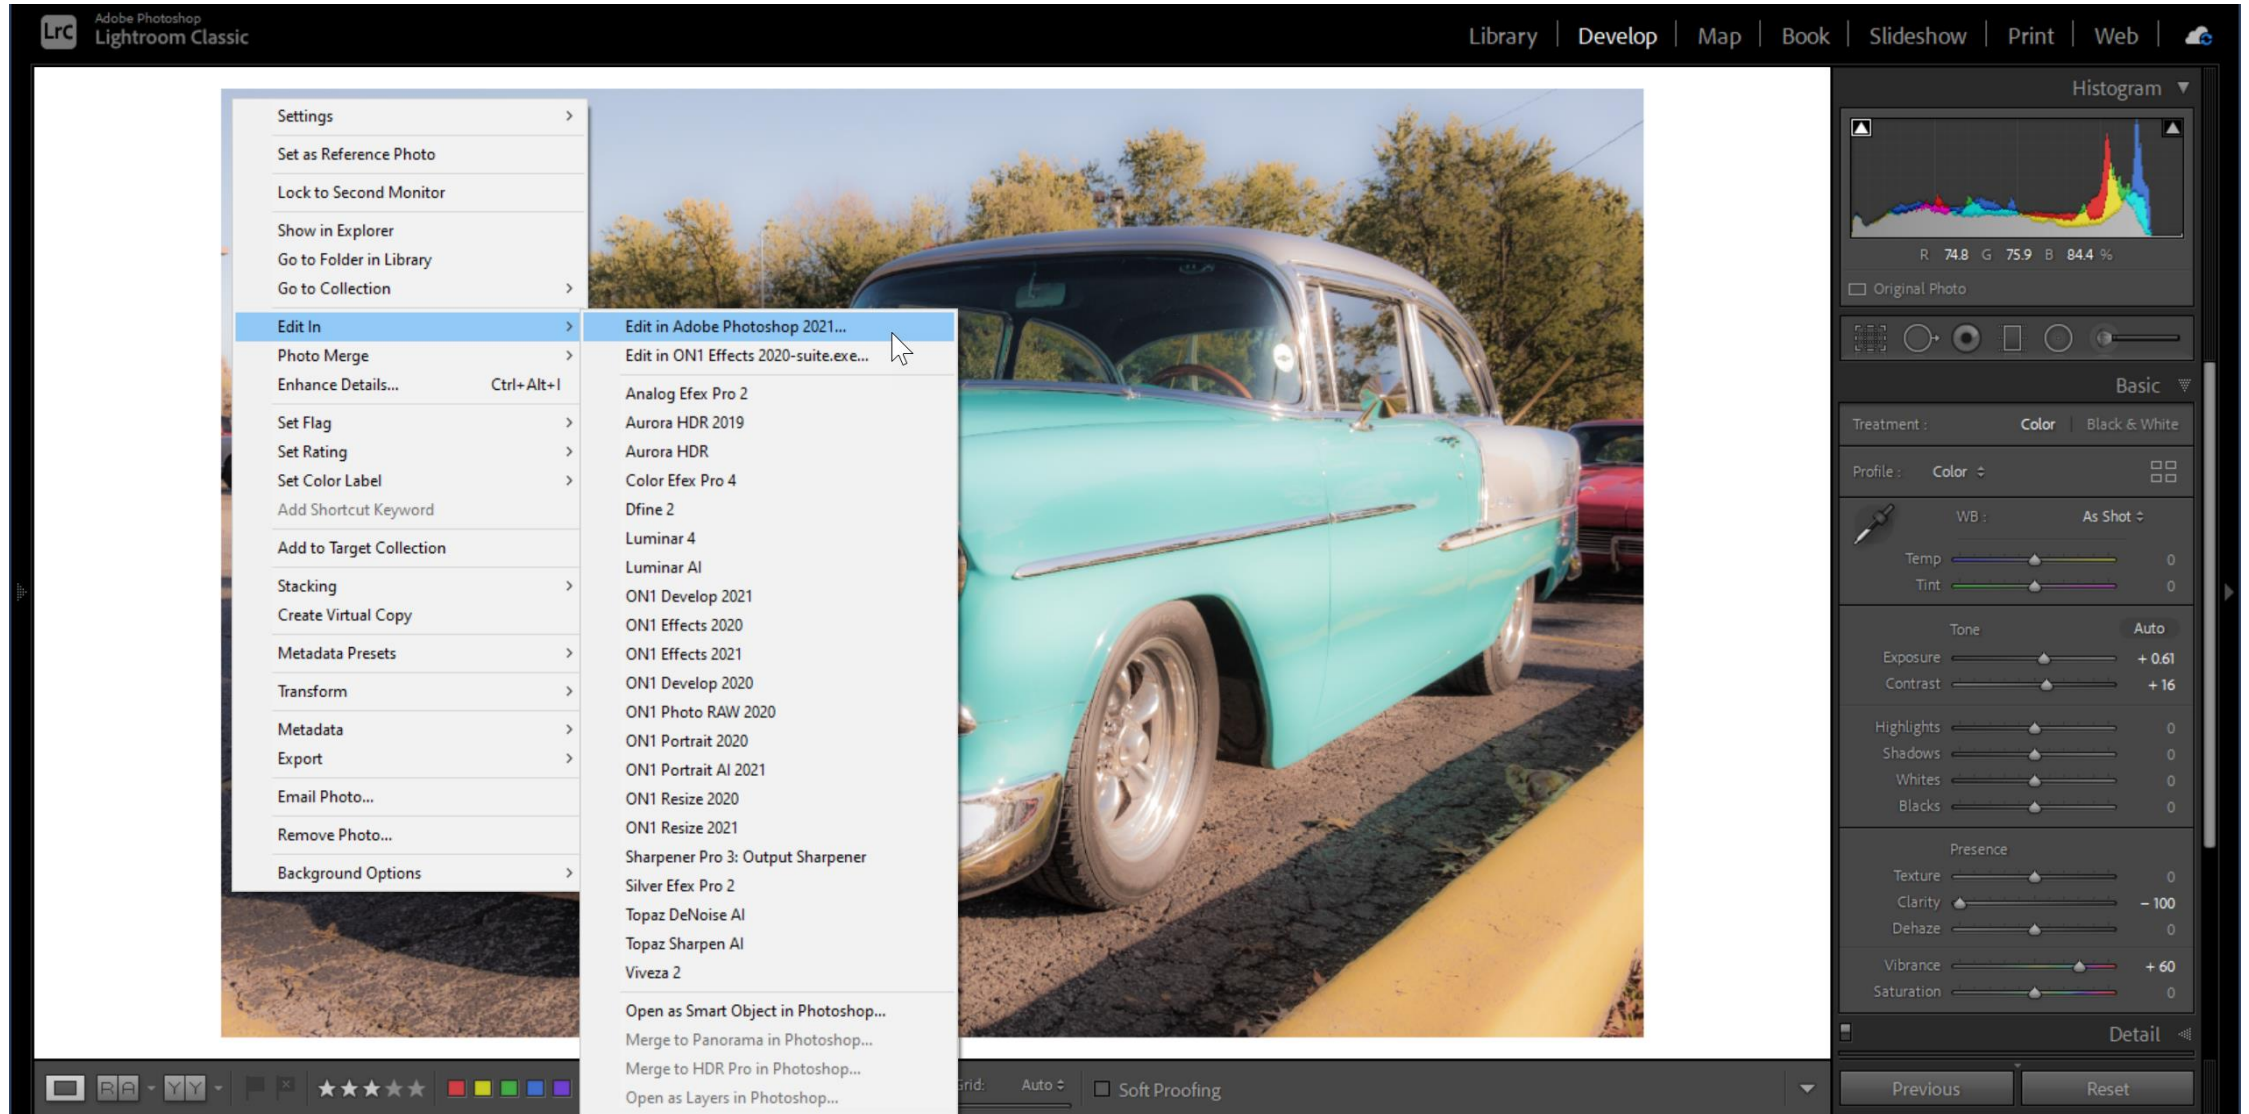 Lrc
Adobe Photoshop
Lightroom Classic
Library | Develop | Map | Book | Slideshow | Print | Web
Settings
Set as Reference Photo
Lock to Second Monitor
Show in Explorer
Go to Folder in Library
Go to Collection
Edit In
Photo Merge
Enhance Details... Ctrl+Alt+I
Set Flag
Set Rating
Set Color Label
Add Shortcut Keyword
Add to Target Collection
Stacking
Create Virtual Copy
Metadata Presets
Transform
Metadata
Export
Email Photo...
Remove Photo...
Background Options
Edit in Adobe Photoshop 2021...
Edit in ON1 Effects 2020-suite.exe...
Analog Efex Pro 2
Aurora HDR 2019
Aurora HDR
Color Efex Pro 4
Dfine 2
Luminar 4
Luminar AI
ON1 Develop 2021
ON1 Effects 2020
ON1 Effects 2021
ON1 Develop 2020
ON1 Photo RAW 2020
ON1 Portrait 2020
ON1 Portrait AI 2021
ON1 Resize 2020
ON1 Resize 2021
Sharpener Pro 3: Output Sharpener
Silver Efex Pro 2
Topaz DeNoise AI
Topaz Sharpen AI
Viveza 2
Open as Smart Object in Photoshop...
Merge to Panorama in Photoshop...
Merge to HDR Pro in Photoshop...
Open as Layers in Photoshop...
Histogram
R 74.8 G 75.9 B 84.4 %
Original Photo
Basic
Treatment : Color | Black & White
Profile : Color
WB : As Shot
Temp 0
Tint 0
Tone Auto
Exposure + 0.61
Contrast + 16
Highlights 0
Shadows 0
Whites 0
Blacks 0
Presence
Texture 0
Clarity – 100
Dehaze 0
Vibrance + 60
Saturation 0
Detail
Previous Reset
R A Y Y
Grid: Auto Soft Proofing